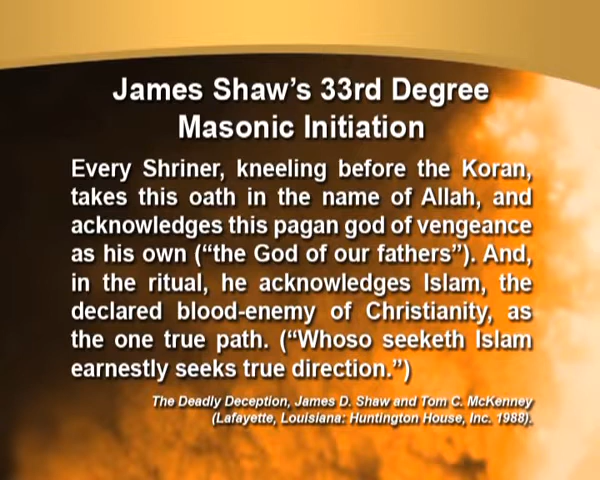 James Shaw's 33rd Degree
Masonic Initiation
Every Shriner, kneeling before the Koran,
takes this oath in the name of Allah, and
acknowledges this pagan god of vengeance
as his own ("the God of our fathers"). And,
in the ritual, he acknowledges Islam, the
declared blood-enemy of Christianity, as
the one true path. ("Whoso seeketh Islam
earnestly seeks true direction.")
The Deadly Deception, James D. Shaw and Tom C. McKenney
(Lafayette, Louisiana: Huntington House, Inc. 1988).